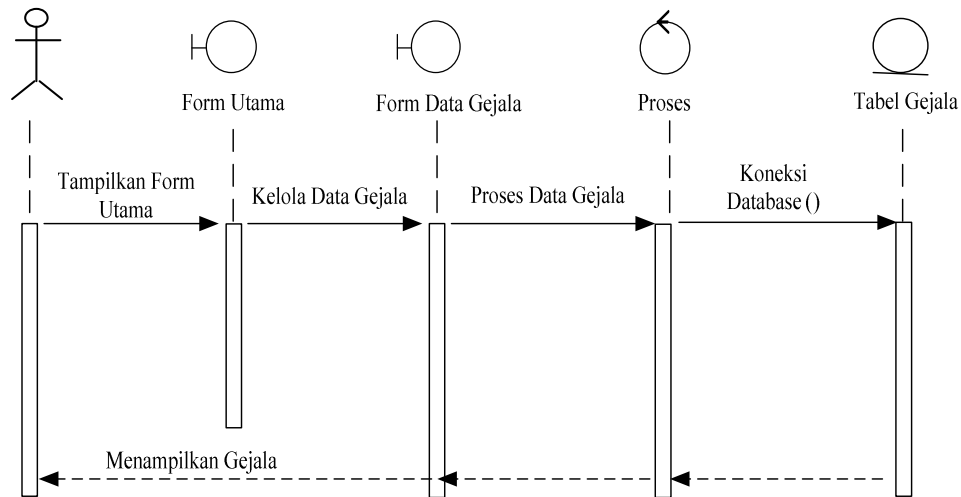 Form Utama
Form Data Gejala
Proses
Tabel Gejala
Tampilkan Form
Utama
Kelola Data Gejala
Proses Data Gejala
Koneksi
Database ()
Menampilkan Gejala